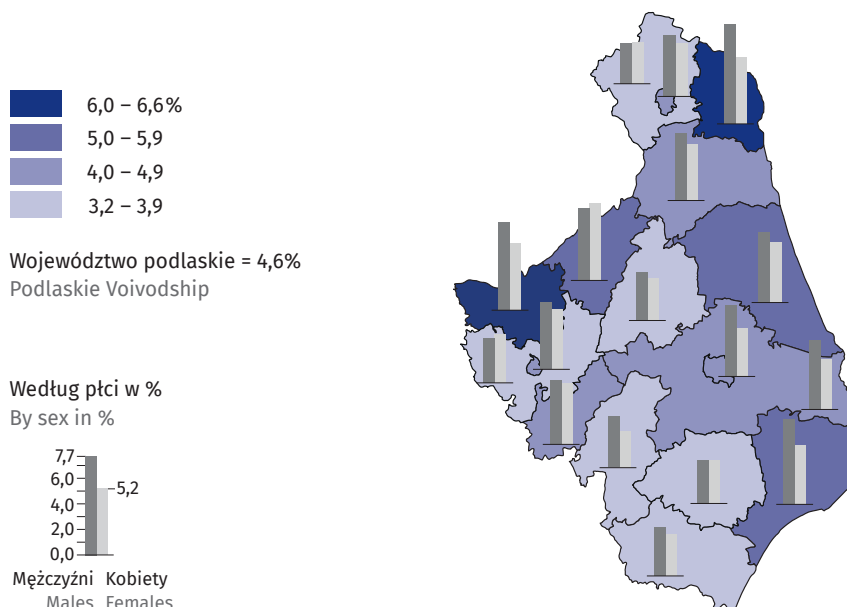 6,0 – 6,6%
5,0 – 5,9
4,0 – 4,9
3,2 – 3,9
Województwo podlaskie = 4,6%
Podlaskie Voivodship
Według płci w %
By sex in %
7,7
6,0
5,2
4,0
2,0
0,0
Mężczyźni Kobiety
Males Females